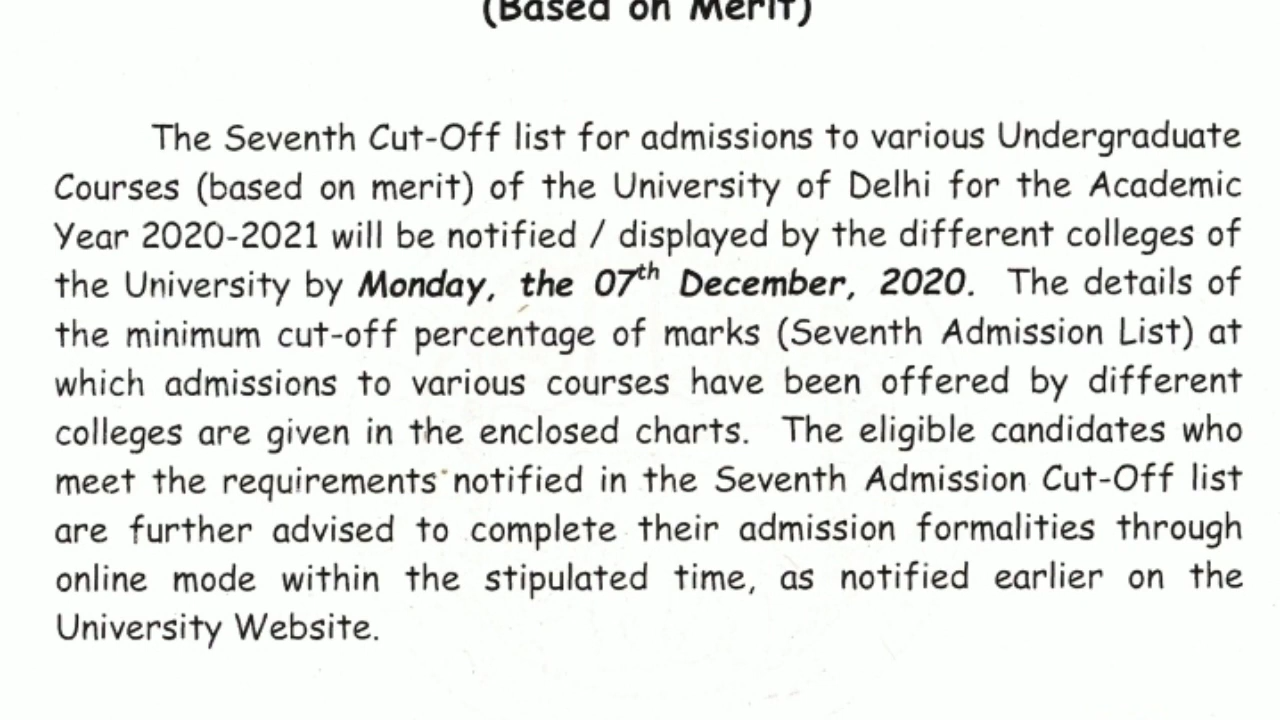 (Based on Merit)
The Seventh Cut-Off list for admissions to various Undergraduate
Courses (based on merit) of the University of Delhi for the Academic
Year 2020-2021 will be notified / displayed by the different colleges of
the University by Monday, the 07th December, 2020. The details of
the minimum cut-off percentage of marks (Seventh Admission List) at
which admissions to various courses have been offered by different
colleges are given in the enclosed charts. The eligible candidates who
meet the requirements notified in the Seventh Admission Cut-Off list
are further advised to complete their admission formalities through
online mode within the stipulated time, as notified earlier on the
University Website.